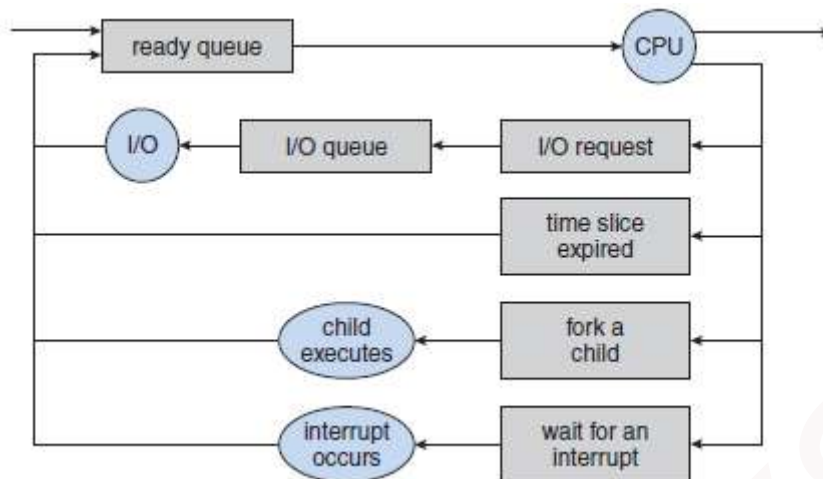 ready queue
CPU
I/O
I/O queue
I/O request
time slice
expired
child
executes
fork a
child
interrupt
occurs
wait for an
interrupt